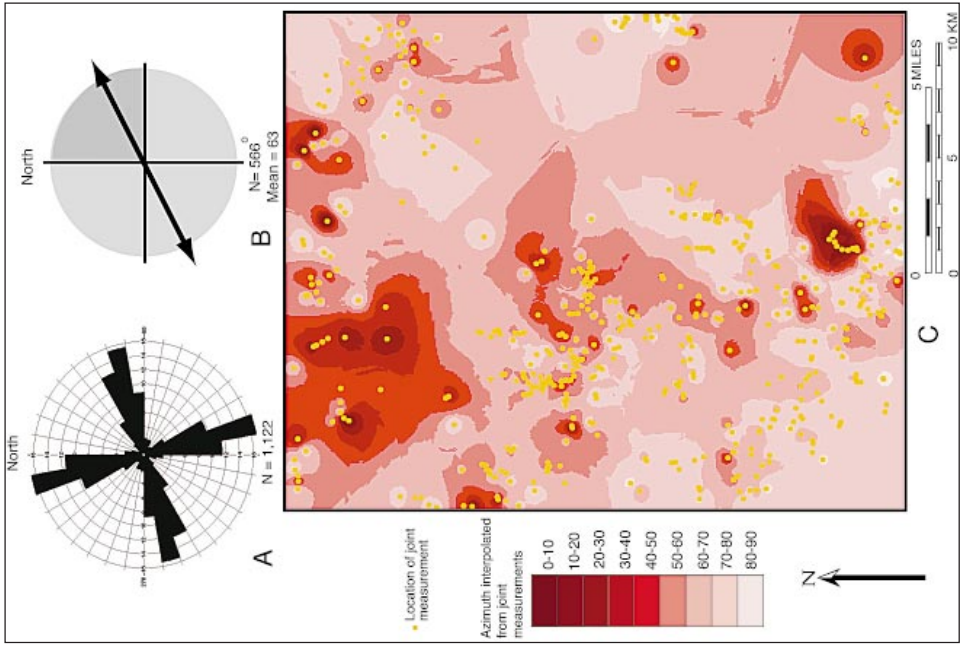 North
N = 1,122
A
North
N= 566
Mean = 63°
B
Location of joint
measurement
Azimuth interpolated
from joint
measurements
0-10
10-20
20-30
30-40
40-50
50-60
60-70
70-80
80-90
N
0
5 MILES
0
5
10 KM
C